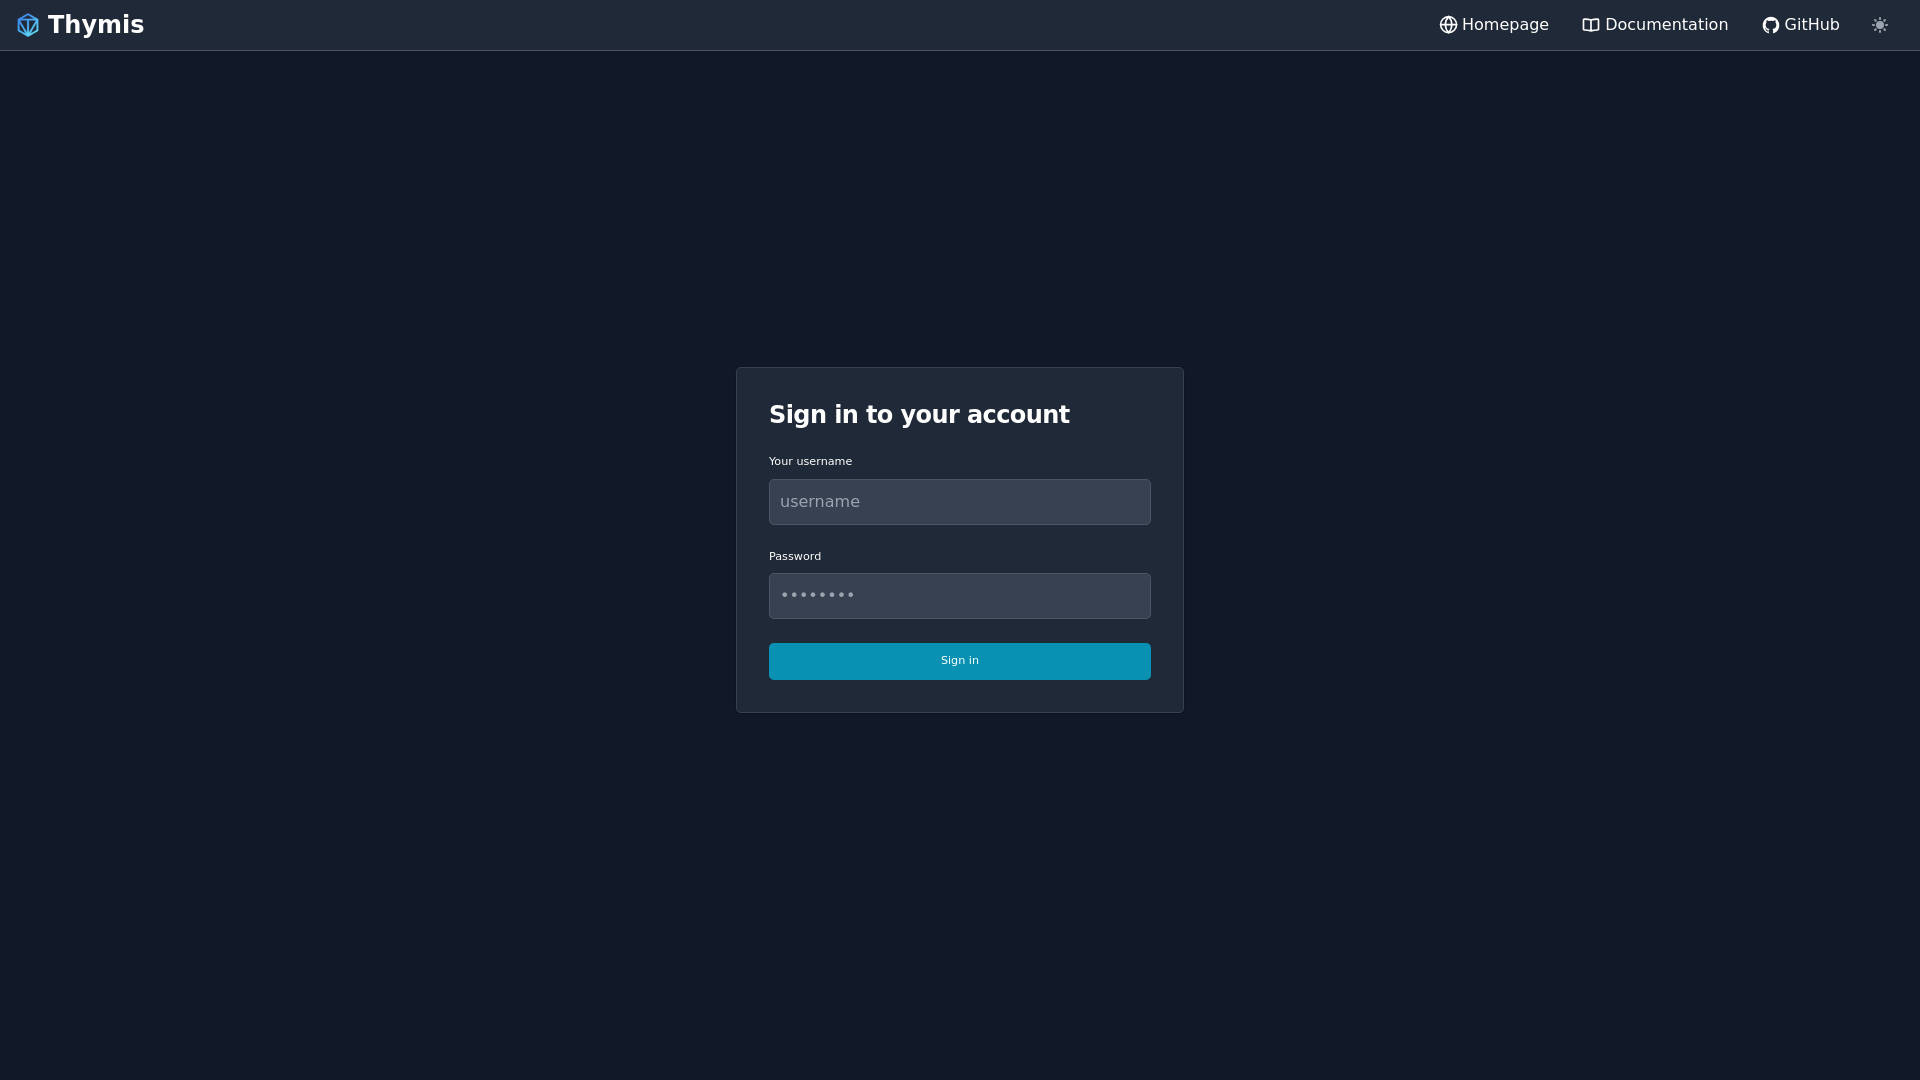 Thymis
Homepage
Documentation
GitHub
Sign in to your account
Your username
username
Password
••••••••
Sign in